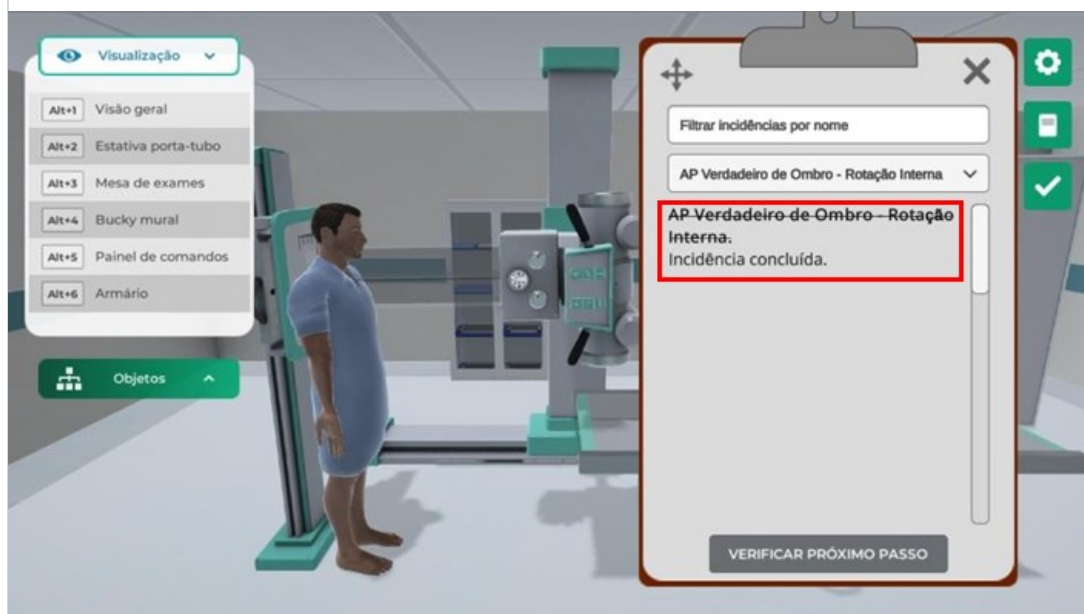 Visualização
Alt+1 Visão geral
Alt+2 Estativa porta-tubo
Alt+3 Mesa de exames
Alt+4 Bucky mural
Alt+5 Painel de comandos
Alt+6 Armário
Objetos
Filtrar incidências por nome
AP Verdadeiro de Ombro - Rotação Interna
AP Verdadeiro de Ombro - Rotação
Interna.
Incidência concluída.
VERIFICAR PRÓXIMO PASSO